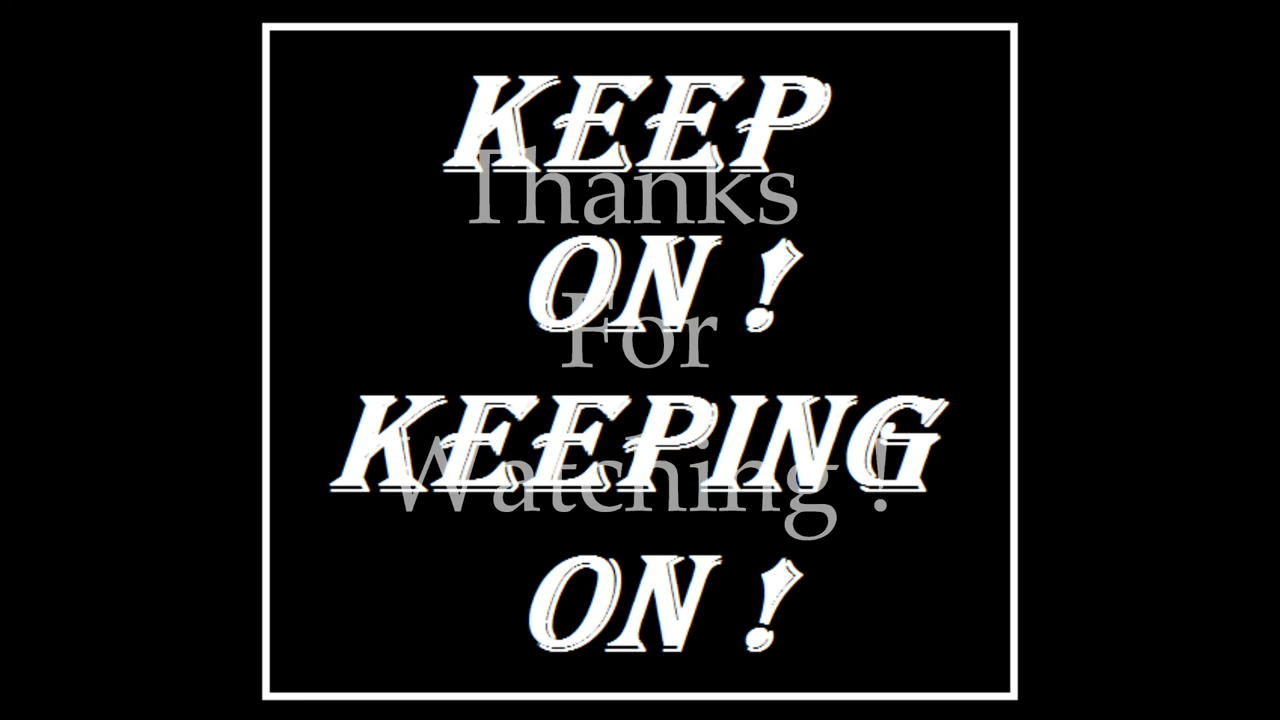 KEEP
Thanks
ON !
For
KEEPING
Watching !
ON !